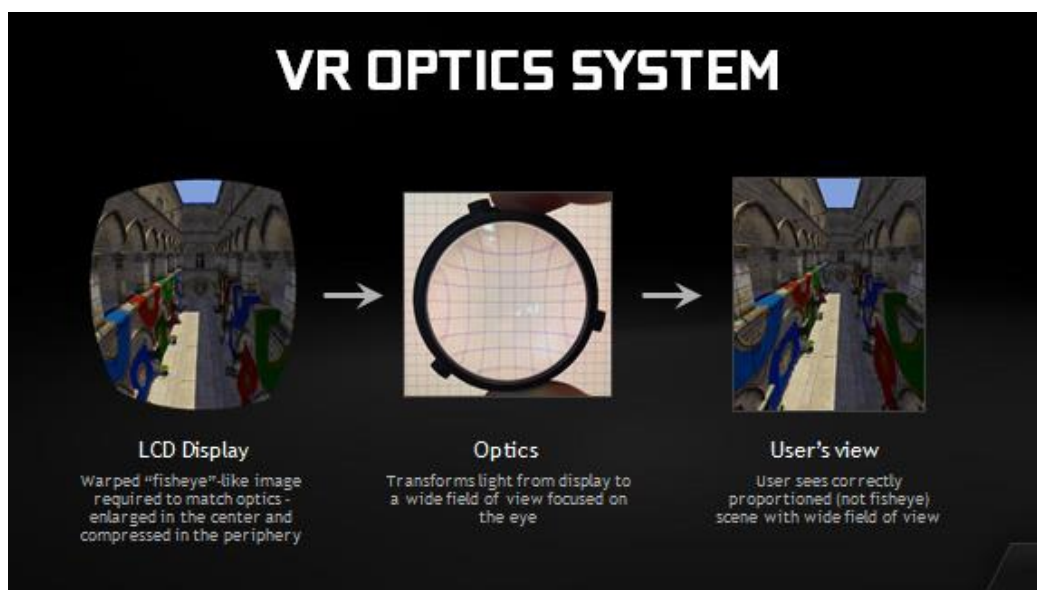 VR OPTICS SYSTEM
LCD Display
Warped “fisheye”-like image
required to match optics -
enlarged in the center and
compressed in the periphery
Optics
Transforms light from display to
a wide field of view focused on
the eye
User’s view
User sees correctly
proportioned (not fisheye)
scene with wide field of view